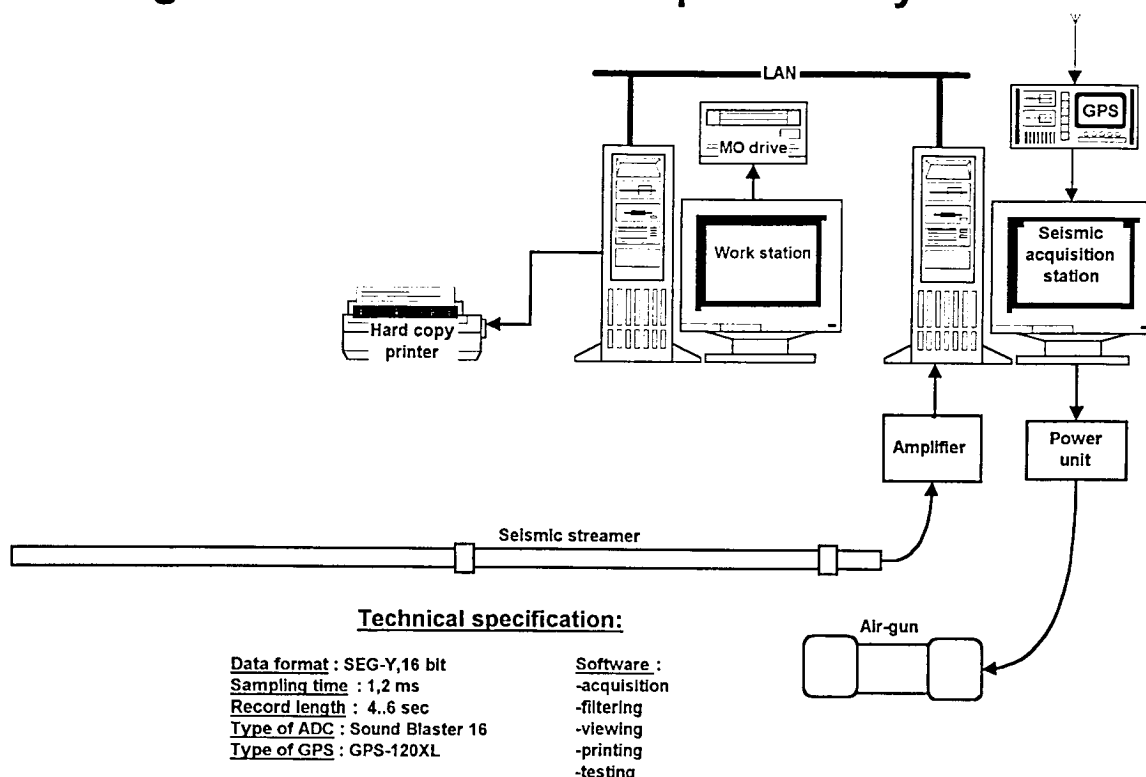 LAN
GPS
MO drive
Work station
Seismic
acquisition
station
Hard copy
printer
Amplifier
Power
unit
Seismic streamer
Air-gun
Technical specification:
Data format : SEG-Y,16 bit
Sampling time : 1,2 ms
Record length : 4..6 sec
Type of ADC : Sound Blaster 16
Type of GPS : GPS-120XL
Software :
-acquisition
-filtering
-viewing
-printing
-testing